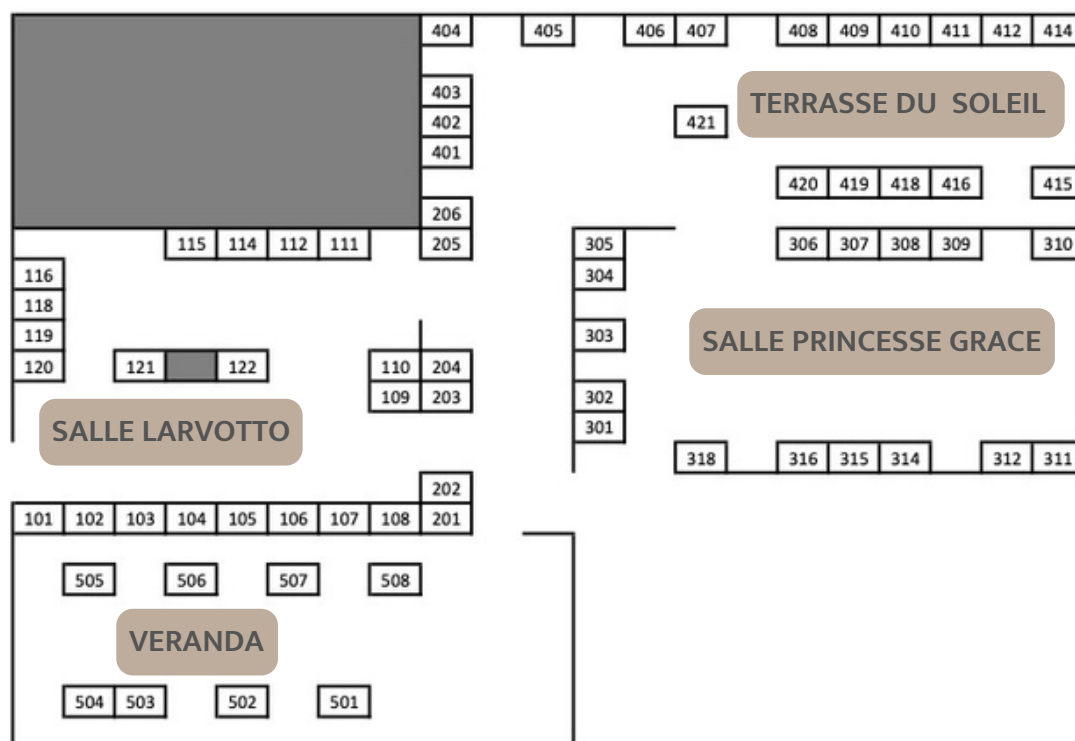 404 405 406 407 408 409 410 411 412 414
403
TERRASSE DU SOLEIL
402 421
401
420 419 418 416 415
206
115 114 112 111 205 305 306 307 308 309 310
116 304
118
119 303
SALLE PRINCESSE GRACE
120 121 122 110 204
109 203 302
SALLE LARVOTTO 301
318 316 315 314 312 311
202
101 102 103 104 105 106 107 108 201
505 506 507 508
VERANDA
504 503 502 501